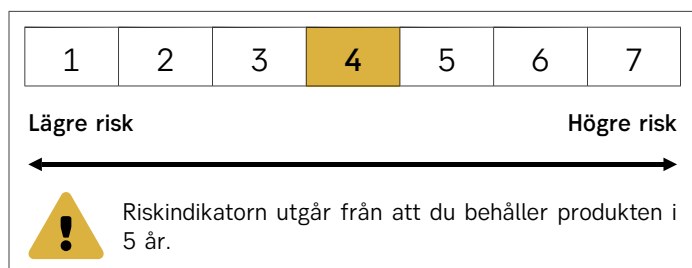 1 2 3 4 5 6 7
Lägre risk Högre risk
Riskindikatorn utgår från att du behåller produkten i
5 år.